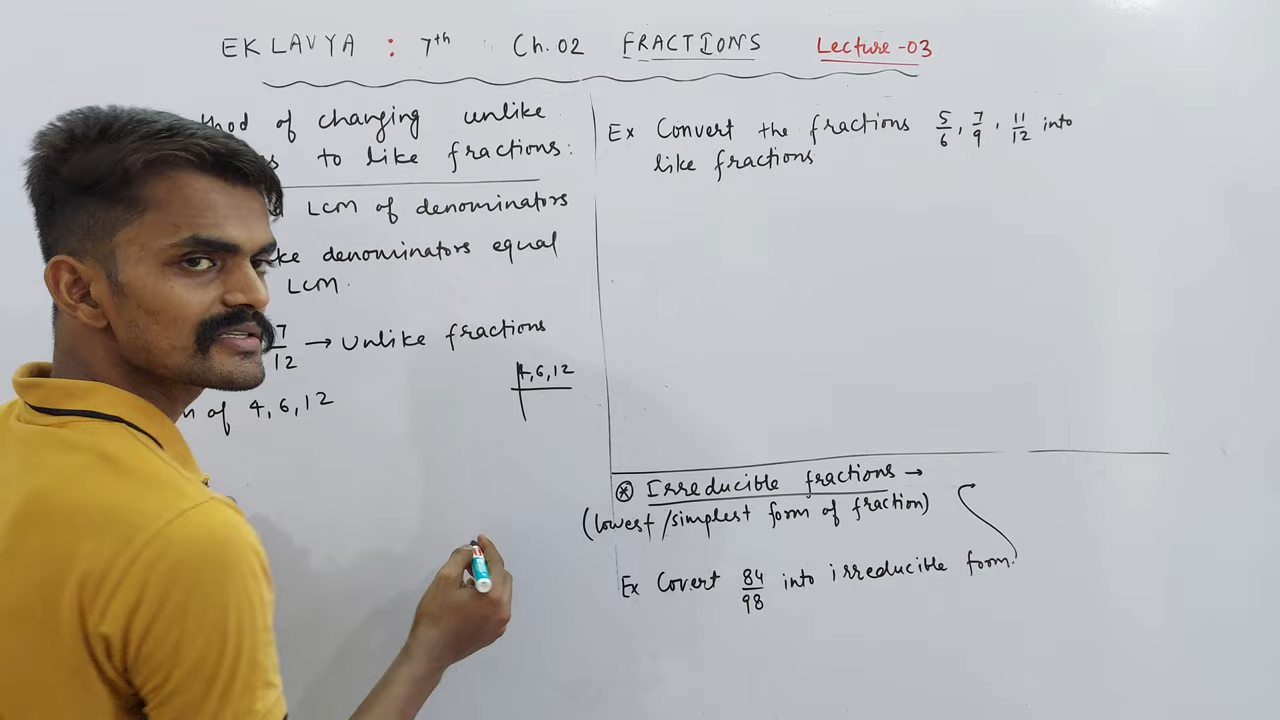 EKLAVYA : 7th Ch. 02 FRACTIONS Lecture -03
of changing unlike
to like fractions:
LCM of denominators
denominators equal
LCM.
7/12 → Unlike fractions
4, 6, 12
of 4, 6, 12
Ex Convert the fractions 5/6, 7/9, 11/12 into
like fractions
⊛ Irreducible fractions →
(lowest/simplest form of fraction)
Ex Covert 84/98 into irreducible form.